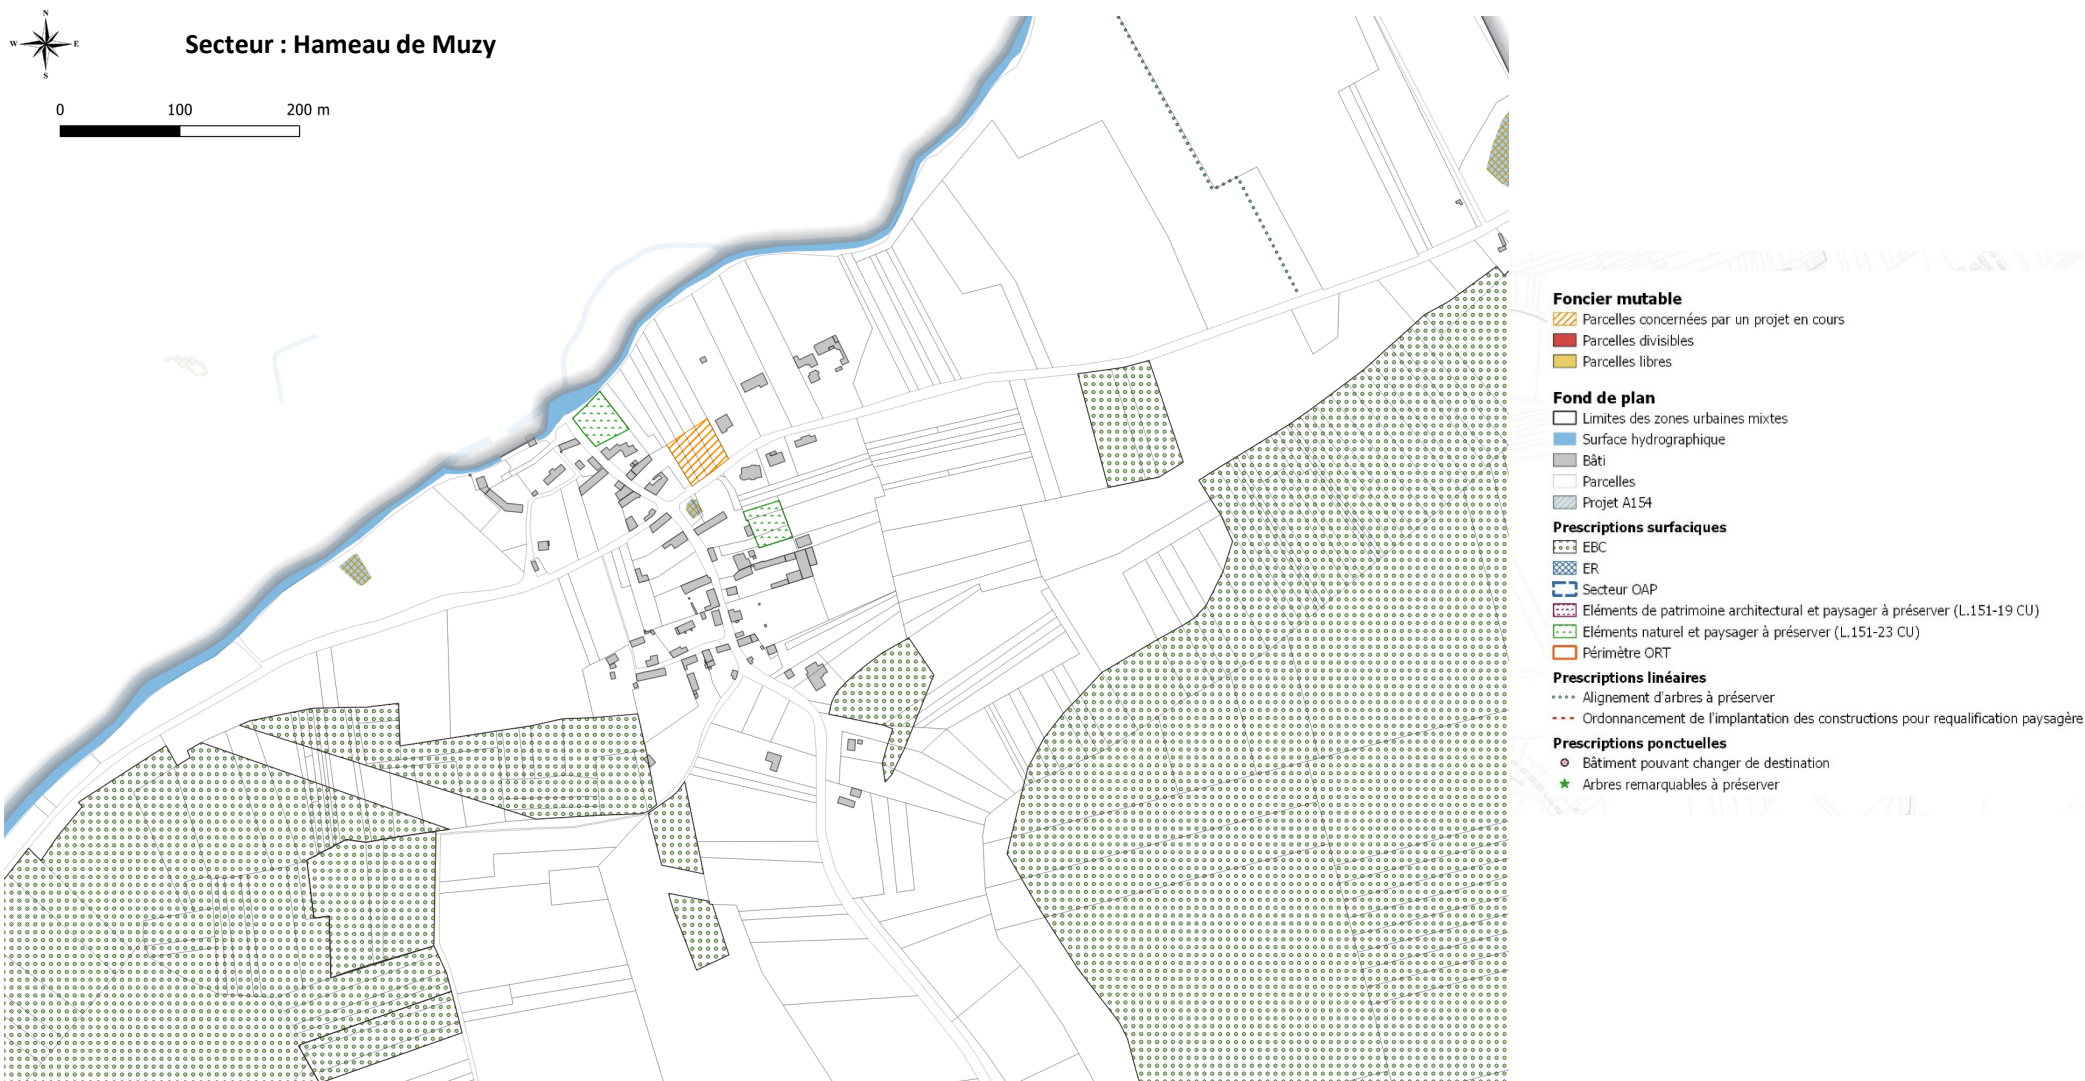 N
W E
S
Secteur : Hameau de Muzy
0 100 200 m
Foncier mutable
Parcelles concernées par un projet en cours
Parcelles divisibles
Parcelles libres
Fond de plan
Limites des zones urbaines mixtes
Surface hydrographique
Bâti
Parcelles
Projet A154
Prescriptions surfaciques
EBC
ER
Secteur OAP
Eléments de patrimoine architectural et paysager à préserver (L.151-19 CU)
Eléments naturel et paysager à préserver (L.151-23 CU)
Périmètre ORT
Prescriptions linéaires
Alignement d'arbres à préserver
Ordonnancement de l'implantation des constructions pour requalification paysagère
Prescriptions ponctuelles
Bâtiment pouvant changer de destination
Arbres remarquables à préserver